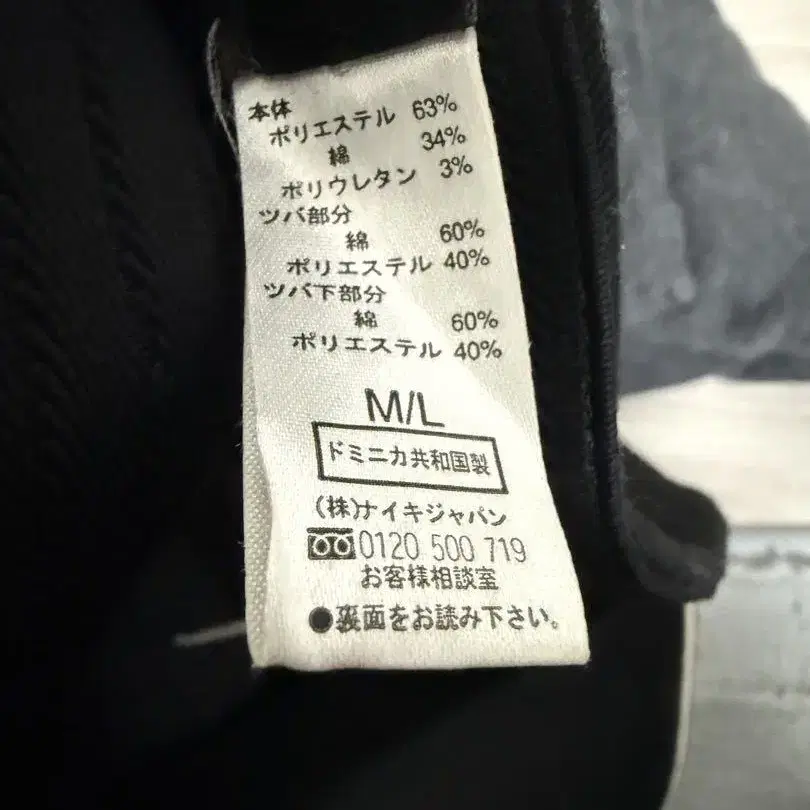 本体
ポリエステル 63%
綿 34%
ポリウレタン 3%
ツバ部分
綿 60%
ポリエステル 40%
ツバ下部分
綿 60%
ポリエステル 40%
M/L
ドミニカ共和国製
(株)ナイキジャパン
0120 500 719
お客様相談室
●裏面をお読み下さい。